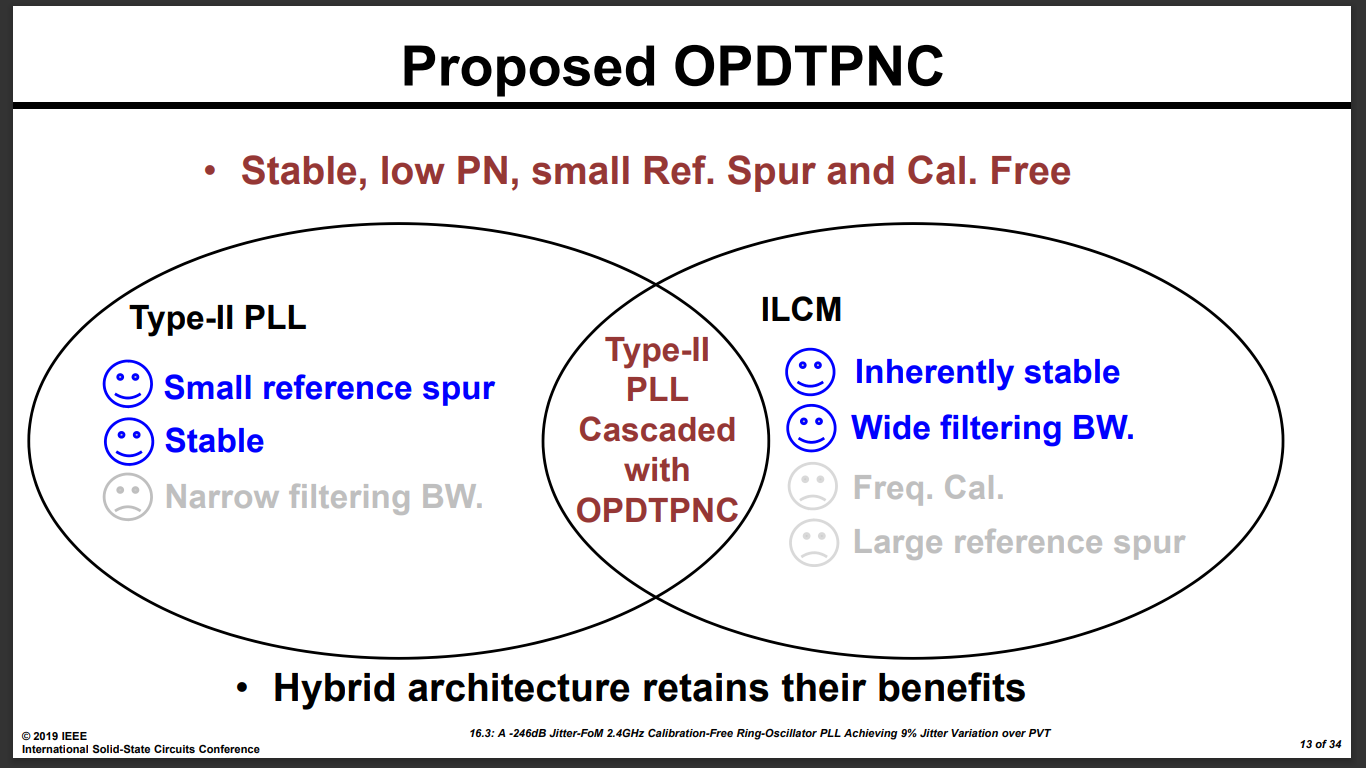 Proposed OPDTPNC
• Stable, low PN, small Ref. Spur and Cal. Free
Type-II PLL
Small reference spur
Stable
Narrow filtering BW.
Type-II
PLL
Cascaded
with
OPDTPNC
ILCM
Inherently stable
Wide filtering BW.
Freq. Cal.
Large reference spur
• Hybrid architecture retains their benefits
© 2019 IEEE
International Solid-State Circuits Conference
16.3: A -246dB Jitter-FoM 2.4GHz Calibration-Free Ring-Oscillator PLL Achieving 9% Jitter Variation over PVT
13 of 34